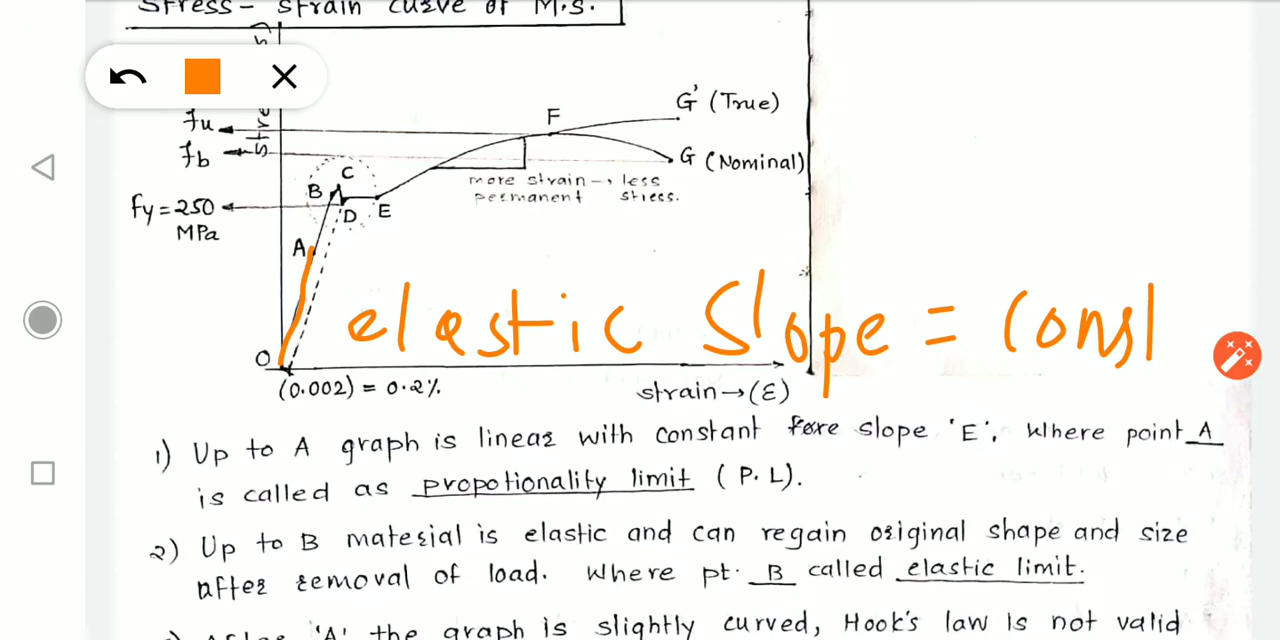 Stress - Strain curve of M.S.
G' (True)
F
fu
fb
G (Nominal)
C
B
more strain → less
permanent stress.
fy = 250
MPa
D
E
A
elastic Slope = Const
O
(0.002) = 0.2%
strain → (ε)
1) Up to A graph is linear with constant slope 'E'. Where point A
is called as propotionality limit (P.L).
2) Up to B material is elastic and can regain original shape and size
after removal of load. Where pt. B called elastic limit.
'A' the graph is slightly curved, Hook's law is not valid